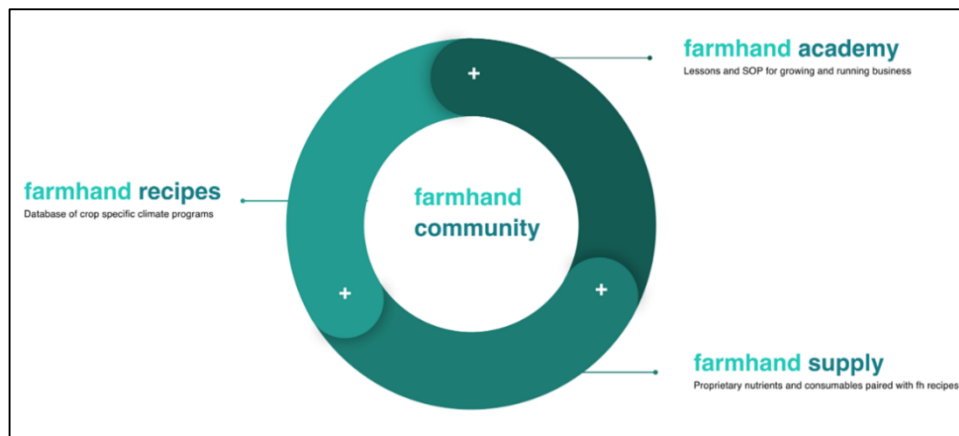 farmhand academy
Lessons and SOP for growing and running business
farmhand recipes
Database of crop specific climate programs
farmhand
community
farmhand supply
Proprietary nutrients and consumables paired with fh recipes
+
+
+